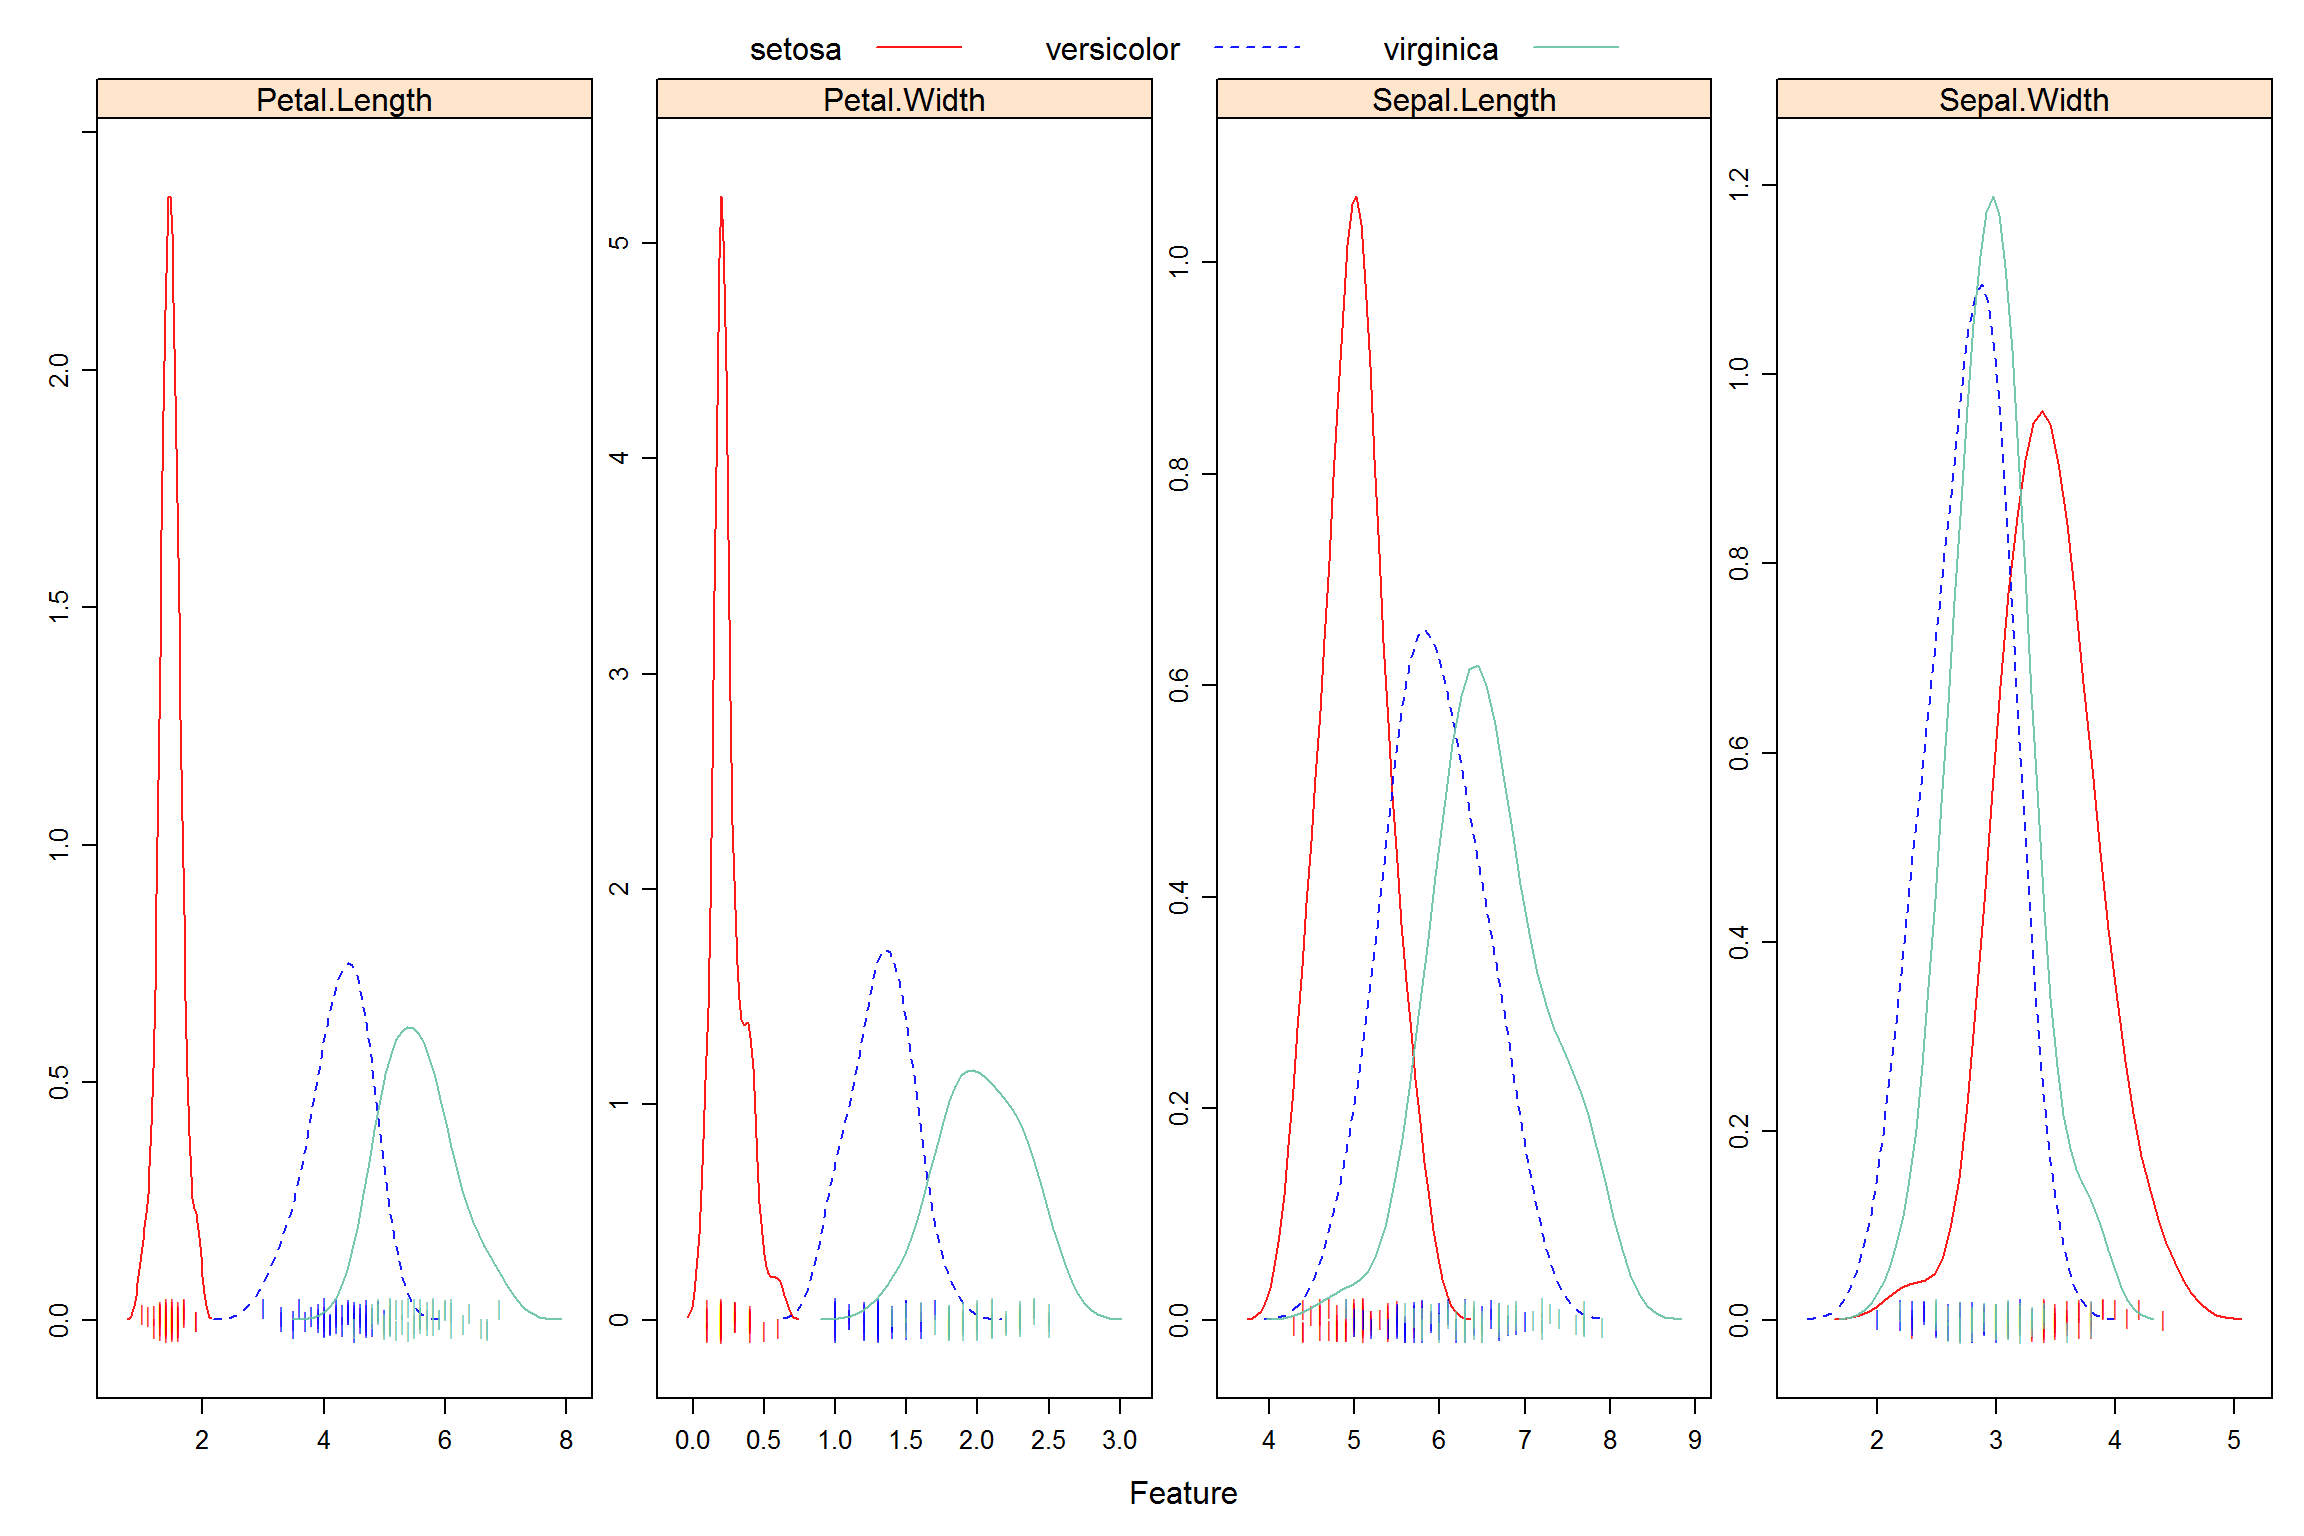 setosa versicolor virginica
Petal.Length Petal.Width Sepal.Length Sepal.Width
0.0 0.5 1.0 1.5 2.0
0 1 2 3 4 5
0.0 0.2 0.4 0.6 0.8 1.0
0.0 0.2 0.4 0.6 0.8 1.0 1.2
2 4 6 8
0.0 0.5 1.0 1.5 2.0 2.5 3.0
4 5 6 7 8 9
2 3 4 5
Feature